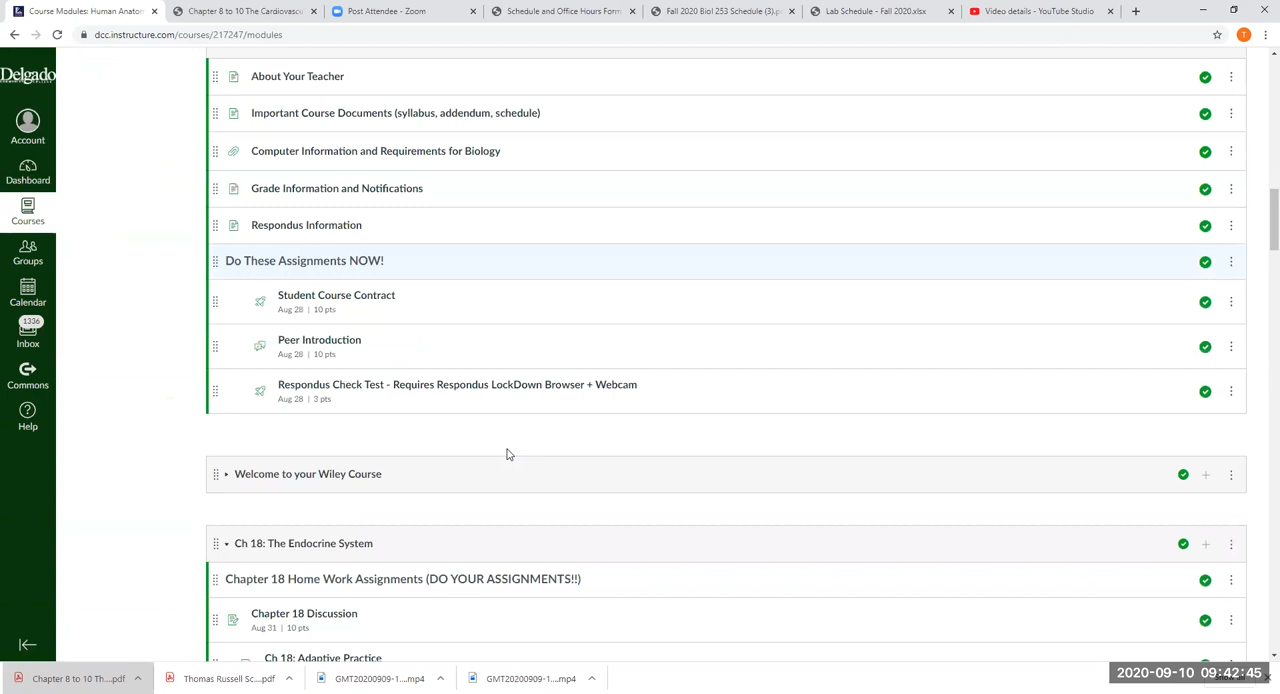 Course Modules: Human Anaton
Chapter 8 to 10 The Cardiovascu
Post Attendee - Zoom
Schedule and Office Hours Form
Fall 2020 Biol 253 Schedule (3).p
Lab Schedule - Fall 2020.xlsx
Video details - YouTube Studio
dcc.instructure.com/courses/217247/modules
T
Delgado
Account
Dashboard
Courses
Groups
Calendar
1336
Inbox
Commons
Help
About Your Teacher
Important Course Documents (syllabus, addendum, schedule)
Computer Information and Requirements for Biology
Grade Information and Notifications
Respondus Information
Do These Assignments NOW!
Student Course Contract
Aug 28 | 10 pts
Peer Introduction
Aug 28 | 10 pts
Respondus Check Test - Requires Respondus LockDown Browser + Webcam
Aug 28 | 3 pts
Welcome to your Wiley Course
Ch 18: The Endocrine System
Chapter 18 Home Work Assignments (DO YOUR ASSIGNMENTS!!)
Chapter 18 Discussion
Aug 31 | 10 pts
Ch 18: Adaptive Practice
Chapter 8 to 10 Th....pdf
Thomas Russell Sc....pdf
GMT20200909-1....mp4
GMT20200909-1....mp4
2020-09-10 09:42:45